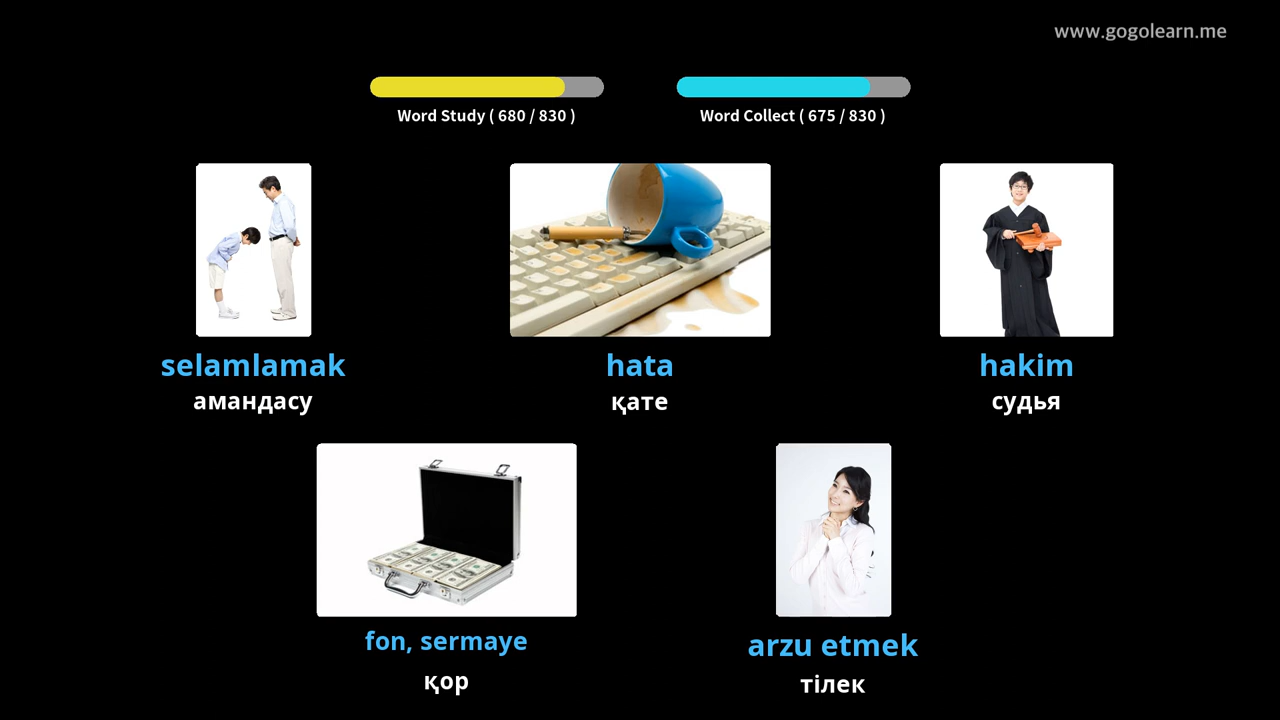 www.gogolearn.me
Word Study ( 680 / 830 )
Word Collect ( 675 / 830 )
selamlamak
амандасу
hata
қате
hakim
судья
fon, sermaye
қор
arzu etmek
тілек